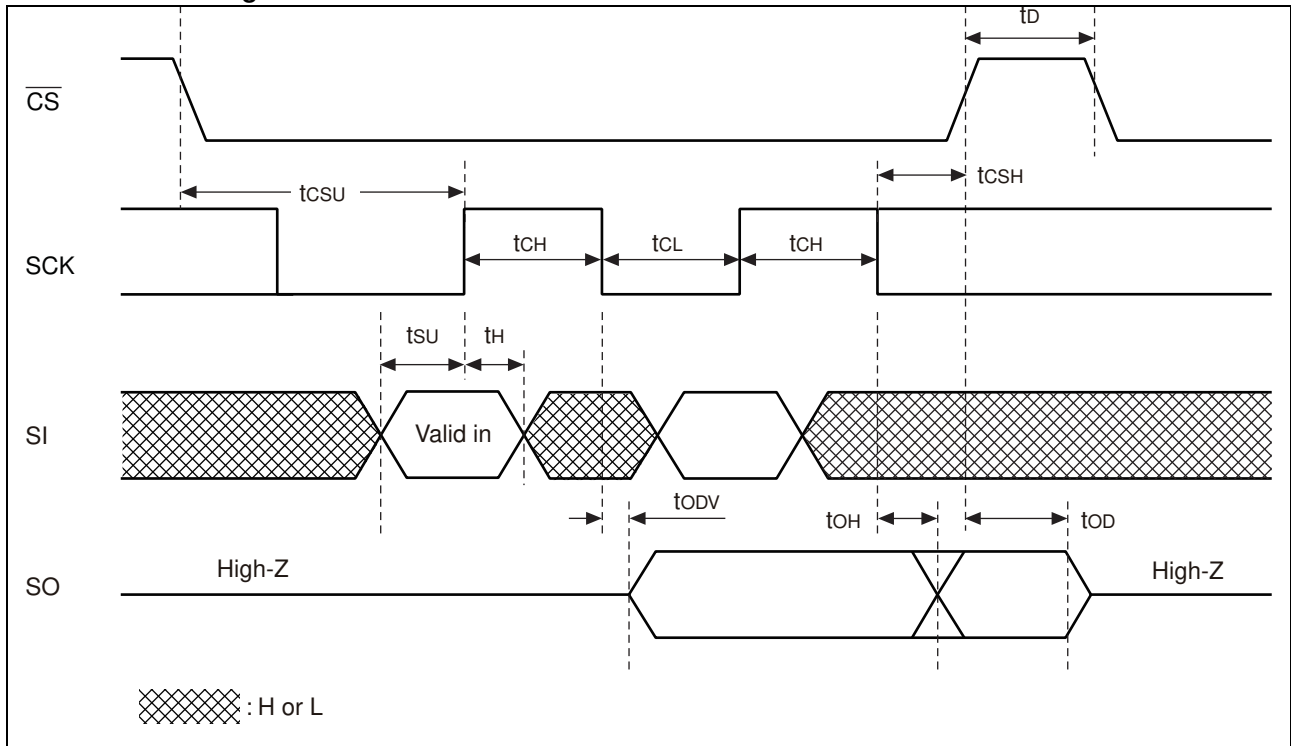 tD
CS
tCSU
tCSH
SCK
tCH
tCL
tCH
tSU
tH
SI
Valid in
tODV
tOH
tOD
SO
High-Z
High-Z
: H or L